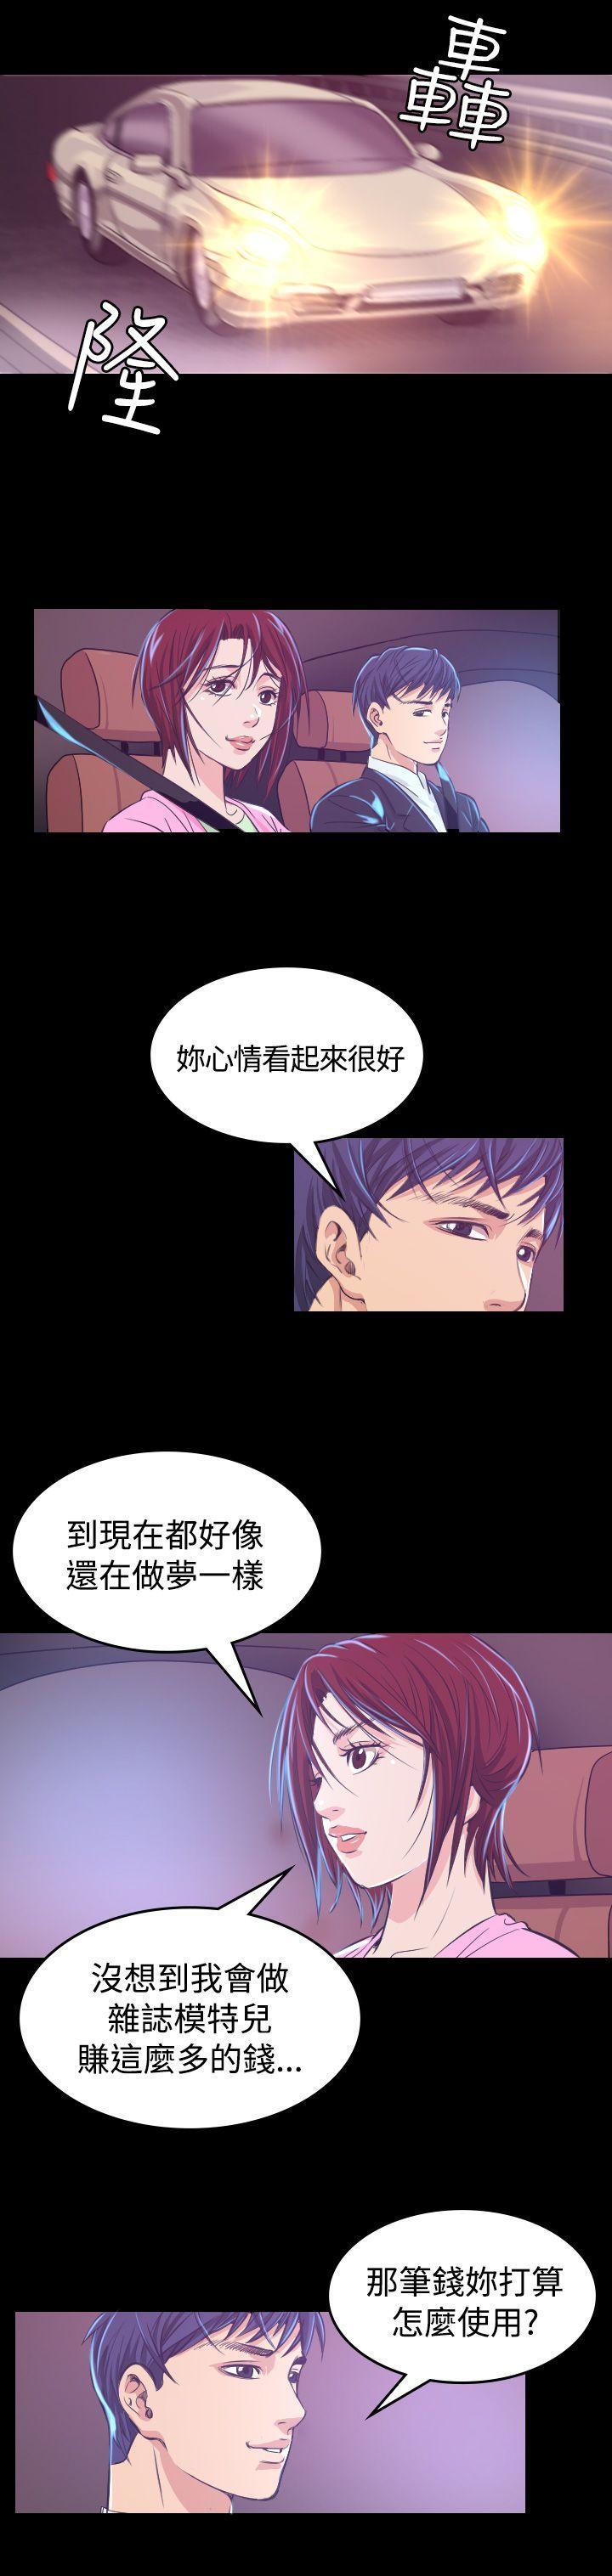 轟
隆
妳心情看起來很好
到現在都好像
還在做夢一樣
沒想到我會做
雜誌模特兒
賺這麼多的錢...
那筆錢妳打算
怎麼使用?